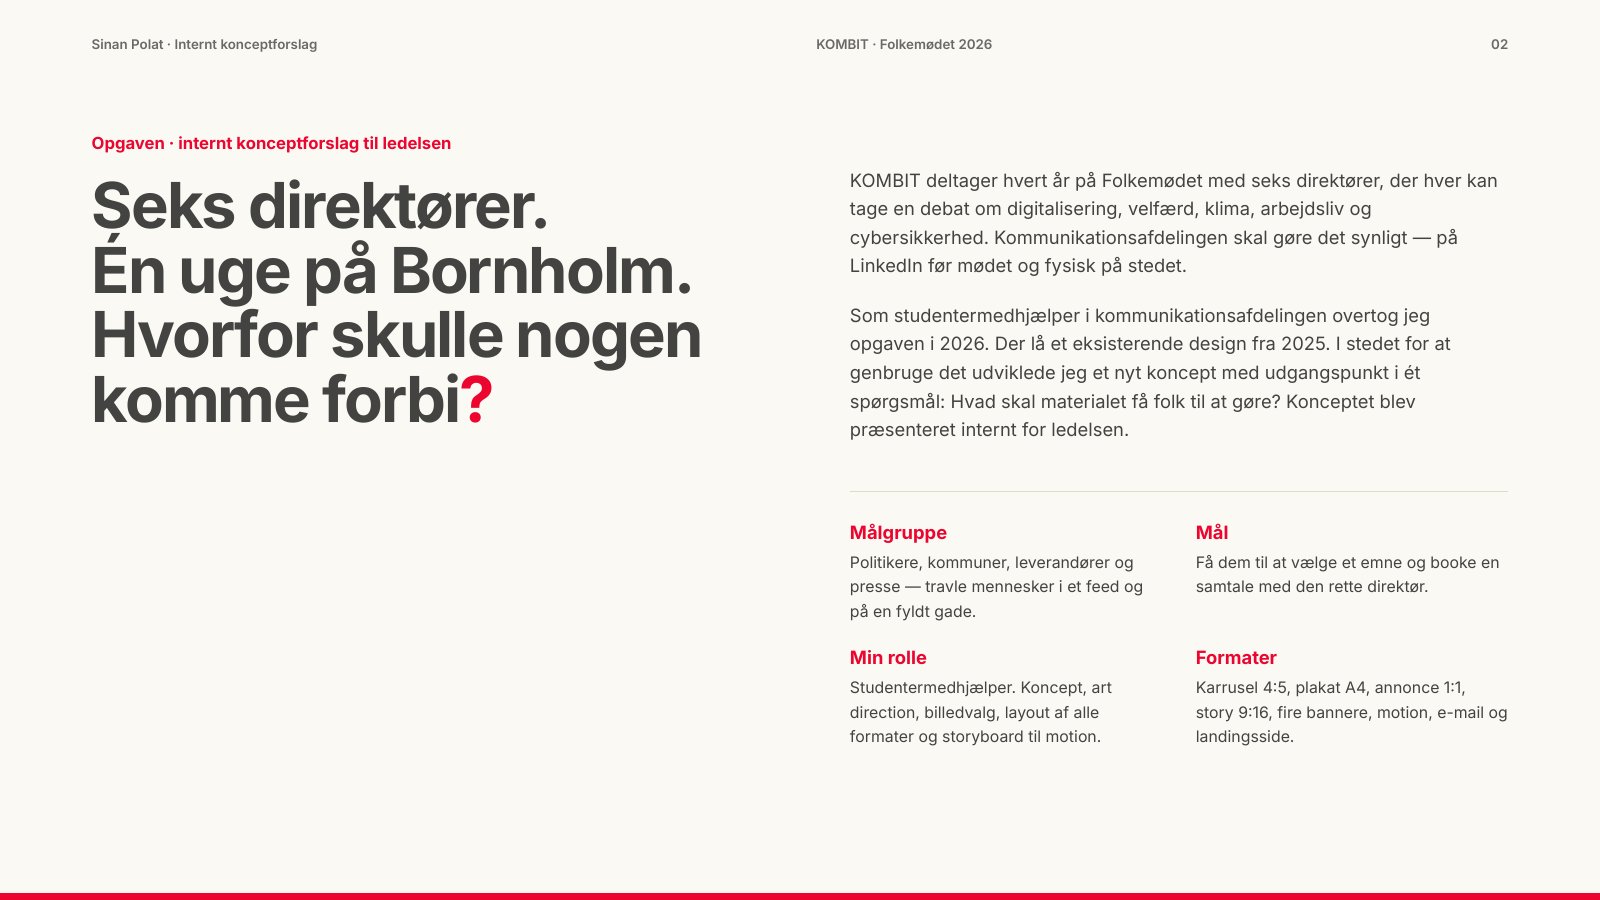 Sinan Polat · Internt konceptforslag
KOMBIT · Folkemødet 2026
02
Opgaven · internt konceptforslag til ledelsen
Seks direktører.
Én uge på Bornholm.
Hvorfor skulle nogen
komme forbi?
KOMBIT deltager hvert år på Folkemødet med seks direktører, der hver kan
tage en debat om digitalisering, velfærd, klima, arbejdsliv og
cybersikkerhed. Kommunikationsafdelingen skal gøre det synligt — på
LinkedIn før mødet og fysisk på stedet.
Som studentermedhjælper i kommunikationsafdelingen overtog jeg
opgaven i 2026. Der lå et eksisterende design fra 2025. I stedet for at
genbruge det udviklede jeg et nyt koncept med udgangspunkt i ét
spørgsmål: Hvad skal materialet få folk til at gøre? Konceptet blev
præsenteret internt for ledelsen.
Målgruppe
Politikere, kommuner, leverandører og
presse — travle mennesker i et feed og
på en fyldt gade.
Mål
Få dem til at vælge et emne og booke en
samtale med den rette direktør.
Min rolle
Studentermedhjælper. Koncept, art
direction, billedvalg, layout af alle
formater og storyboard til motion.
Formater
Karrusel 4:5, plakat A4, annonce 1:1,
story 9:16, fire bannere, motion, e-mail og
landingsside.